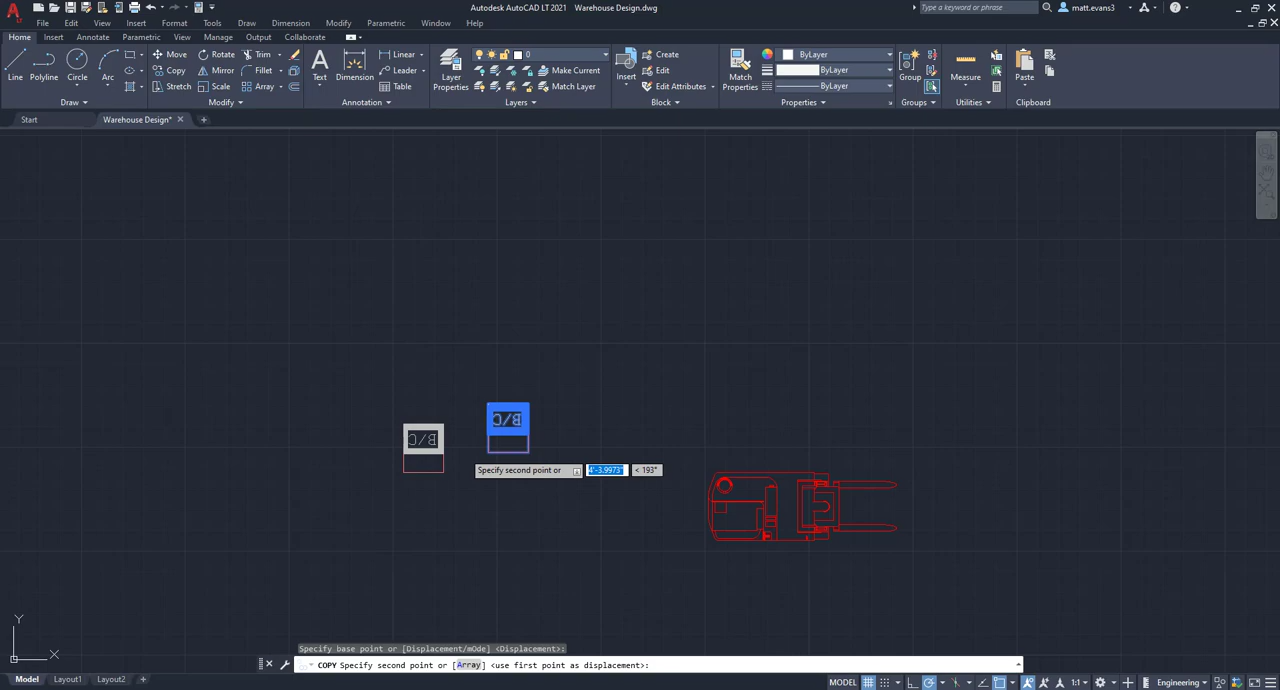 Autodesk AutoCAD LT 2021 Warehouse Design.dwg
Type a keyword or phrase
matt.evans3
File Edit View Insert Format Tools Draw Dimension Modify Parametric Window Help
Home Insert Annotate Parametric View Manage Output Collaborate
Line Polyline Circle Arc
Move Rotate Trim
Copy Mirror Fillet
Stretch Scale Array
Text Dimension
Linear
Leader
Table
Layer Properties
0
Make Current
Match Layer
Insert
Create
Edit
Edit Attributes
Match Properties
ByLayer
ByLayer
ByLayer
Group
Measure
Paste
Draw Modify Annotation Layers Block Properties Groups Utilities Clipboard
Start Warehouse Design*
B/C
B/C
Specify second point or 4'-3.9973" < 193°
Y
X
Specify base point or [Displacement/mOde] <Displacement>:
COPY Specify second point or [Array] <use first point as displacement>:
Model Layout1 Layout2
MODEL 1:1 Engineering